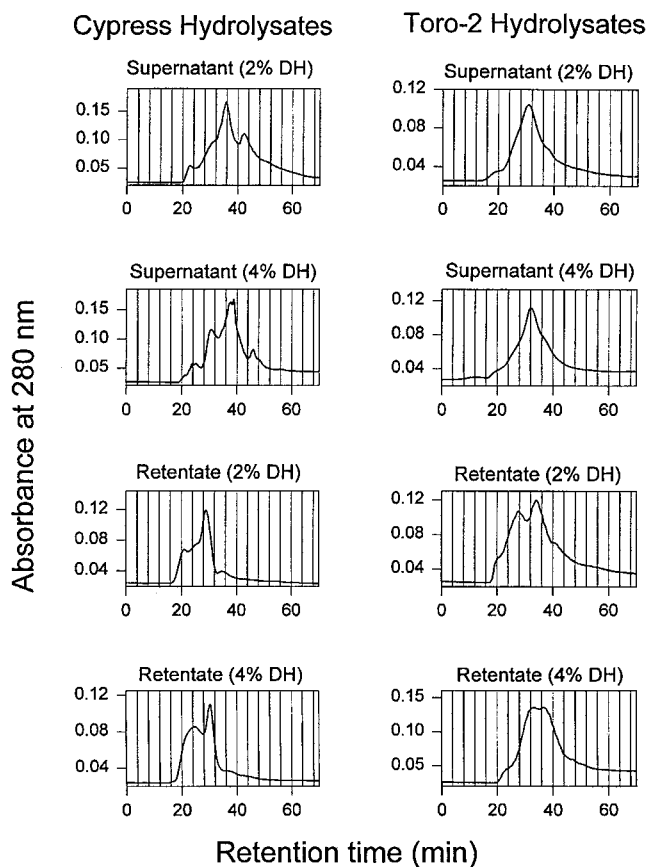 Cypress Hydrolysates
Toro-2 Hydrolysates
Supernatant (2% DH)
0.15
0.10
0.05
0 20 40 60
Supernatant (2% DH)
0.12
0.08
0.04
0 20 40 60
Supernatant (4% DH)
0.15
0.10
0.05
0 20 40 60
Supernatant (4% DH)
0.12
0.08
0.04
0 20 40 60
Retentate (2% DH)
0.12
0.08
0.04
0 20 40 60
Retentate (2% DH)
0.12
0.08
0.04
0 20 40 60
Retentate (4% DH)
0.12
0.08
0.04
0 20 40 60
Retentate (4% DH)
0.15
0.10
0.05
0 20 40 60
Absorbance at 280 nm
Retention time (min)